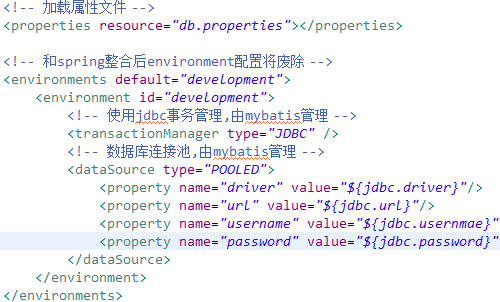 <!-- 加载属性文件 -->
<properties resource="db.properties"></properties>
<!-- 和spring整合后environment配置将废除 -->
<environments default="development">
<environment id="development">
<!-- 使用jdbc事务管理,由mybatis管理 -->
<transactionManager type="JDBC" />
<!-- 数据库连接池,由mybatis管理 -->
<dataSource type="POOLED">
<property name="driver" value="${jdbc.driver}"/>
<property name="url" value="${jdbc.url}"/>
<property name="username" value="${jdbc.usernmae}"/>
<property name="password" value="${jdbc.password}"
</dataSource>
</environment>
</environments>